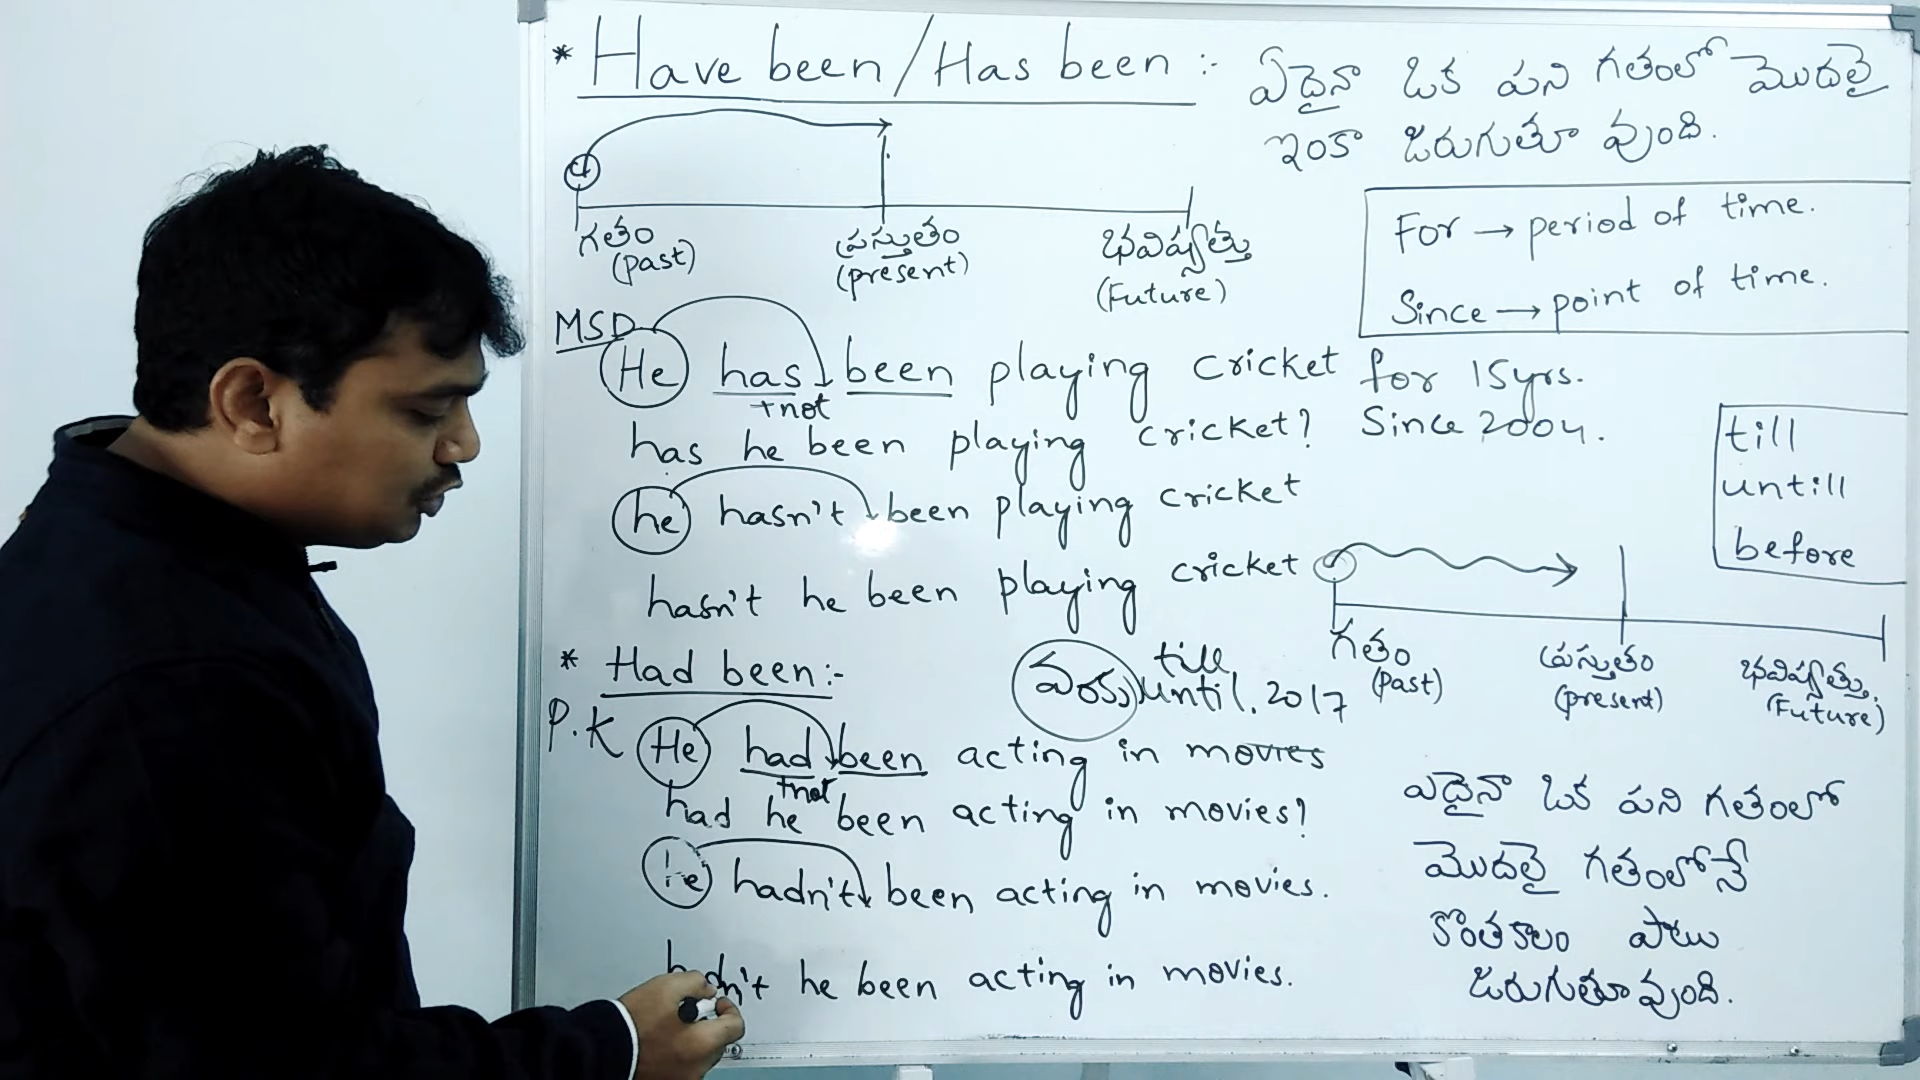 * Have been / Has been :-
ఏదైనా ఒక పని గతంలో మొదలై
ఇంకా జరుగుతూ వుంది.
గతం
(past)
ప్రస్తుతం
(present)
భవిష్యత్తు
(Future)
For → period of time.
Since → point of time.
MSD
He has been playing cricket for 15yrs.
+not
has he been playing cricket? Since 2004.
he hasn't been playing cricket
hasn't he been playing cricket
till
untill
before
గతం
(Past)
ప్రస్తుతం
(present)
భవిష్యత్తు
(Future)
* Had been:-
వరకు
till
until. 2017
P.K He had been acting in movies
+not
had he been acting in movies?
he hadn't been acting in movies.
hadn't he been acting in movies.
ఎదైనా ఒక పని గతంలో
మొదలై గతంలోనే
కొంతకాలం పాటు
జరుగుతూ వుంది.